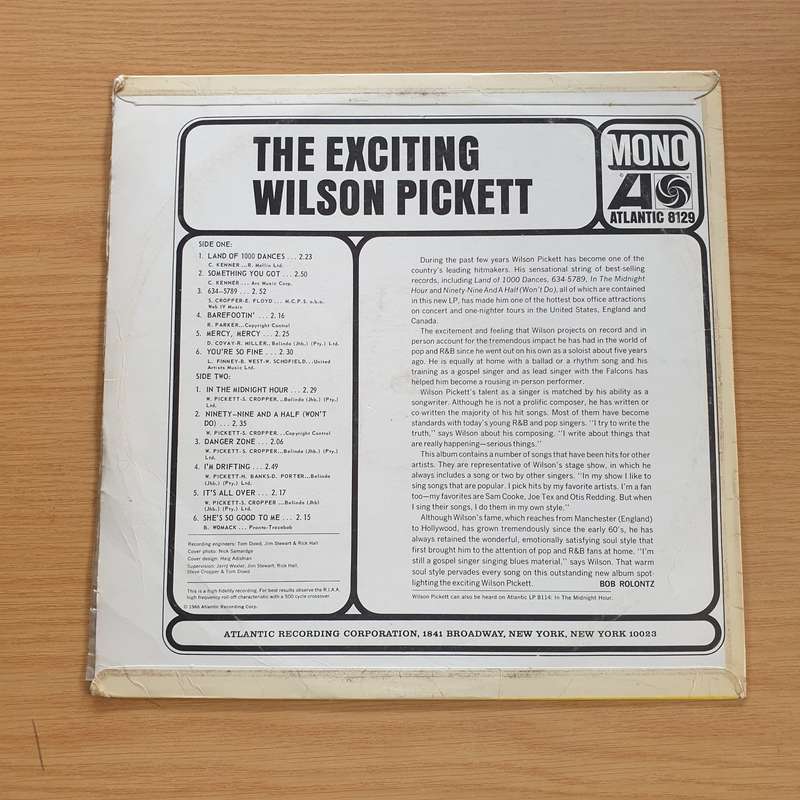 THE EXCITING
WILSON PICKETT
MONO
ATLANTIC 8129
SIDE ONE:
1. LAND OF 1000 DANCES . . . 2.23
C. KENNER...R. Mellin Ltd.
2. SOMETHING YOU GOT . . . 2.50
C. KENNER . . . Arc Music Corp.
3. 634-5789 . . . 2.52
S. CROPPER-E. FLOYD . . . M.C.P.S. o.b.o.
Web IV Music
4. BAREFOOTIN' . . . 2.16
R. PARKER...Copyright Control
5. MERCY, MERCY . . . 2.25
D. COVAY-R. MILLER..Belinda (Jhb.) (Pty.)
Ltd.
6. YOU'RE SO FINE . . . 2.30
L. FINNEY-B. WEST-W. SCHOFIELD...United
Artists Music Ltd.
SIDE TWO:
1. IN THE MIDNIGHT HOUR . . . 2.29
W. PICKETT-S. CROPPER..Belinda (Jhb.) (Pty.)
Ltd.
2. NINETY-NINE AND A HALF (WON'T
DO) . . . 2.35
W. PICKETT-S. CROPPER...Copyright Control
3. DANGER ZONE . . . 2.06
W. PICKETT-S. CROPPER...Belinda (Jhb.) (Pty.)
Ltd.
4. I'M DRIFTING . . . 2.49
W. PICKETT-H. BANKS-D. PORTER...Belinda
(Jhb.) (Pty.) Ltd.
5. IT'S ALL OVER . . . 2.17
W. PICKETT-S. CROPPER ...Belinda (Jhb)
(Jhb.) (Pty.) Ltd.
6. SHE'S SO GOOD TO ME . . . 2.15
B. WOMACK . . . Pronto-Tracebob
Recording engineers: Tom Dowd, Jim Stewart & Rick Hall
Cover photo: Nick Samardge
Cover design: Haig Adishian
Supervision: Jerry Wexler, Jim Stewart, Rick Hall,
Steve Cropper & Tom Dowd
This is a high fidelity recording. For best results observe the R.I.A.A.
high frequency roll-off characteristic with a 500 cycle crossover.
© 1966 Atlantic Recording Corp.
During the past few years Wilson Pickett has become one of the
country's leading hitmakers. His sensational string of best-selling
records, including Land of 1000 Dances, 634-5789, In The Midnight
Hour and Ninety-Nine And A Half (Won't Do), all of which are contained
in this new LP, has made him one of the hottest box office attractions
on concert and one-nighter tours in the United States, England and
Canada.
The excitement and feeling that Wilson projects on record and in
person account for the tremendous impact he has had in the world of
pop and R&B since he went out on his own as a soloist about five years
ago. He is equally at home with a ballad or a rhythm song and his
training as a gospel singer and as lead singer with the Falcons has
helped him become a rousing in-person performer.
Wilson Pickett's talent as a singer is matched by his ability as a
songwriter. Although he is not a prolific composer, he has written or
co-written the majority of his hit songs. Most of them have become
standards with today's young R&B and pop singers. "I try to write the
truth," says Wilson about his composing. "I write about things that
are really happening—serious things."
This album contains a number of songs that have been hits for other
artists. They are representative of Wilson's stage show, in which he
always includes a song or two by other singers. "In my show I like to
sing songs that are popular. I pick hits by my favorite artists. I'm a fan
too—my favorites are Sam Cooke, Joe Tex and Otis Redding. But when
I sing their songs, I do them in my own style."
Although Wilson's fame, which reaches from Manchester (England)
to Hollywood, has grown tremendously since the early 60's, he has
always retained the wonderful, emotionally satisfying soul style that
first brought him to the attention of pop and R&B fans at home. "I'm
still a gospel singer singing blues material," says Wilson. That warm
soul style pervades every song on this outstanding new album spot-
lighting the exciting Wilson Pickett. BOB ROLONTZ
Wilson Pickett can also be heard on Atlantic LP 8114: In The Midnight Hour.
ATLANTIC RECORDING CORPORATION, 1841 BROADWAY, NEW YORK, NEW YORK 10023